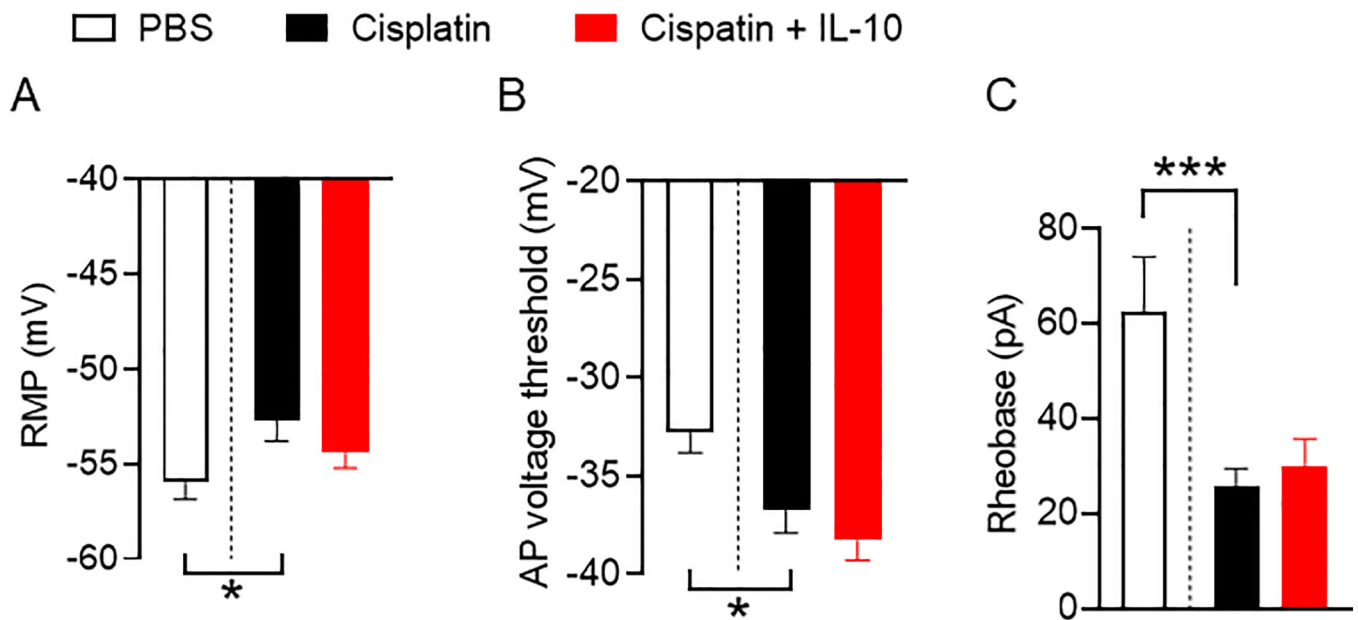 PBS Cisplatin Cispatin + IL-10
A
RMP (mV)
-40
-45
-50
-55
-60
*
B
AP voltage threshold (mV)
-20
-25
-30
-35
-40
*
C
Rheobase (pA)
***
80
60
40
20
0